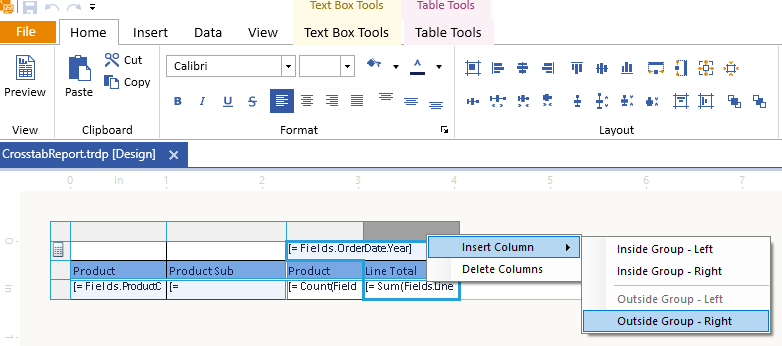 Text Box Tools Table Tools
File Home Insert Data View Text Box Tools Table Tools
Preview Paste Cut Copy Calibri
B I U S
View Clipboard Format Layout
CrosstabReport.trdp [Design] ×
0 in 1 2 3 4 5 6 7
0
[= Fields.OrderDate.Year]
Product Product Sub Product Line Total
in [= Fields.ProductC [= [= Count(Field [= Sum(Fields.Line
1
Insert Column
Delete Columns
Inside Group - Left
Inside Group - Right
Outside Group - Left
Outside Group - Right